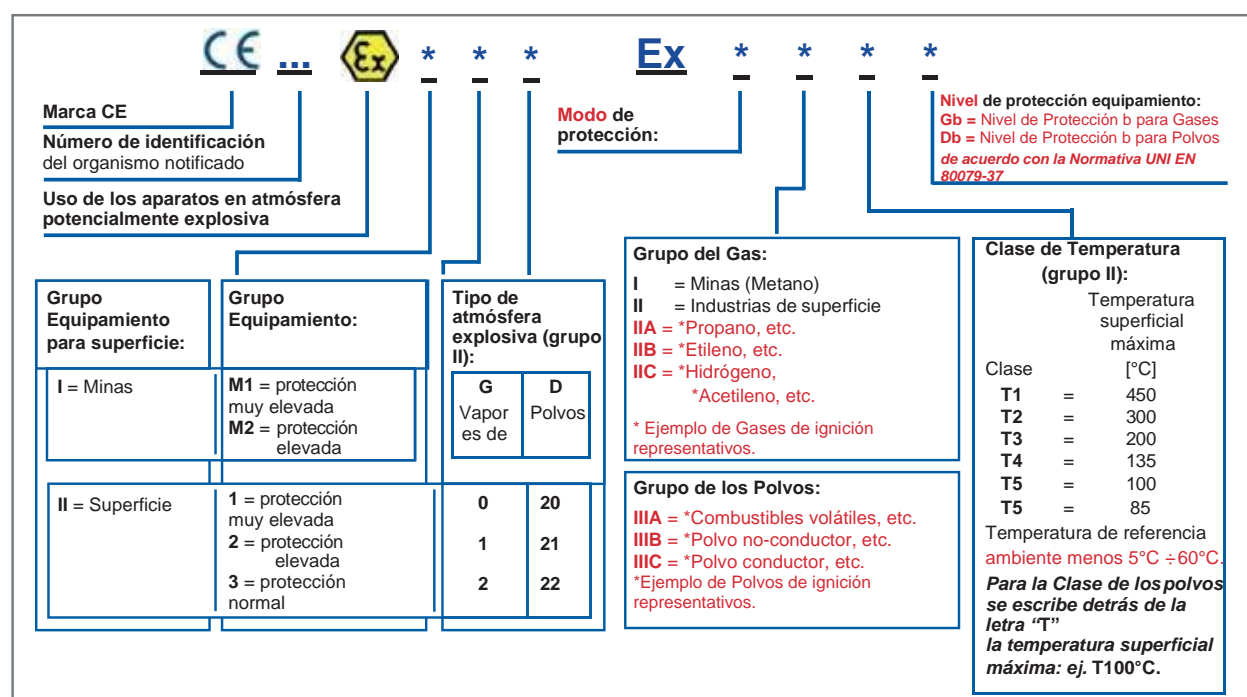 CE ... Ex * * * Ex * * * *
Marca CE
Número de identificación
del organismo notificado
Uso de los aparatos en atmósfera
potencialmente explosiva
Modo de
protección:
Nivel de protección equipamiento:
Gb = Nivel de Protección b para Gases
Db = Nivel de Protección b para Polvos
de acuerdo con la Normativa UNI EN
80079-37
Grupo
Equipamiento
para superficie:
I = Minas
II = Superficie
Grupo
Equipamiento:
M1 = protección
muy elevada
M2 = protección
elevada
1 = protección
muy elevada
2 = protección
elevada
3 = protección
normal
Tipo de
atmósfera
explosiva (grupo
II):
G D
Vapor Polvos
es de
0 20
1 21
2 22
Grupo del Gas:
I = Minas (Metano)
II = Industrias de superficie
IIA = *Propano, etc.
IIB = *Etileno, etc.
IIC = *Hidrógeno,
*Acetileno, etc.
* Ejemplo de Gases de ignición
representativos.
Grupo de los Polvos:
IIIA = *Combustibles volátiles, etc.
IIIB = *Polvo no-conductor, etc.
IIIC = *Polvo conductor, etc.
*Ejemplo de Polvos de ignición
representativos.
Clase de Temperatura
(grupo II):
Temperatura
superficial
máxima
Clase [°C]
T1 = 450
T2 = 300
T3 = 200
T4 = 135
T5 = 100
T5 = 85
Temperatura de referencia
ambiente menos 5°C ÷60°C.
Para la Clase de los polvos
se escribe detrás de la
letra “T”
la temperatura superficial
máxima: ej. T100°C.